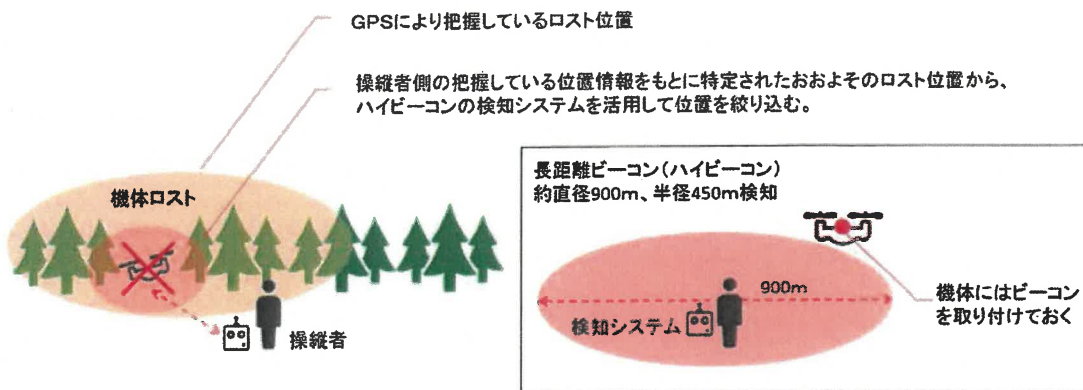 GPSにより把握しているロスト位置
操縦者側の把握している位置情報をもとに特定されたおおよそのロスト位置から、
ハイビーコンの検知システムを活用して位置を絞り込む。
機体ロスト
操縦者
長距離ビーコン(ハイビーコン)
約直径900m、半径450m検知
900m
検知システム
機体にはビーコン
を取り付けておく